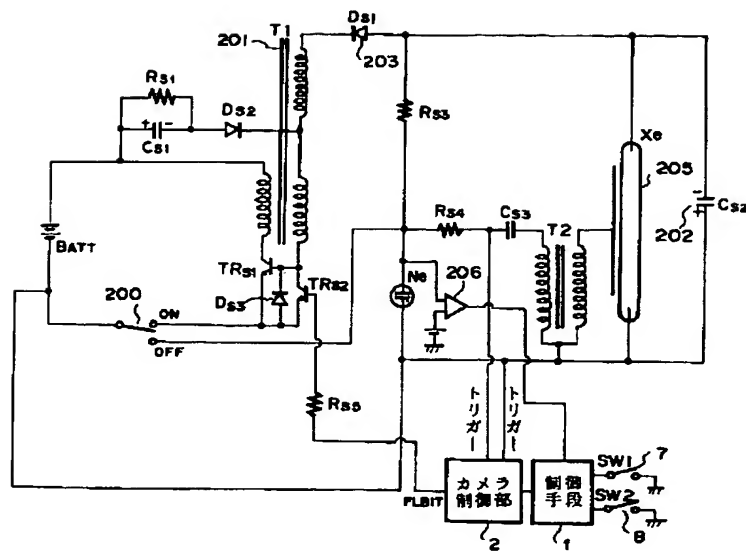 DS1
T1
201
203
RS1
DS2
+ -
CS1
RS3
Xe
205
-
+
CS2
202
BATT
RS4
CS3
T2
TRS1
TRS2
Ne
206
DS3
200
ON
OFF
RS5
トリガー
トリガー
FLBIT
カメラ
制御部
2
制御
手段
1
SW1
7
SW2
8